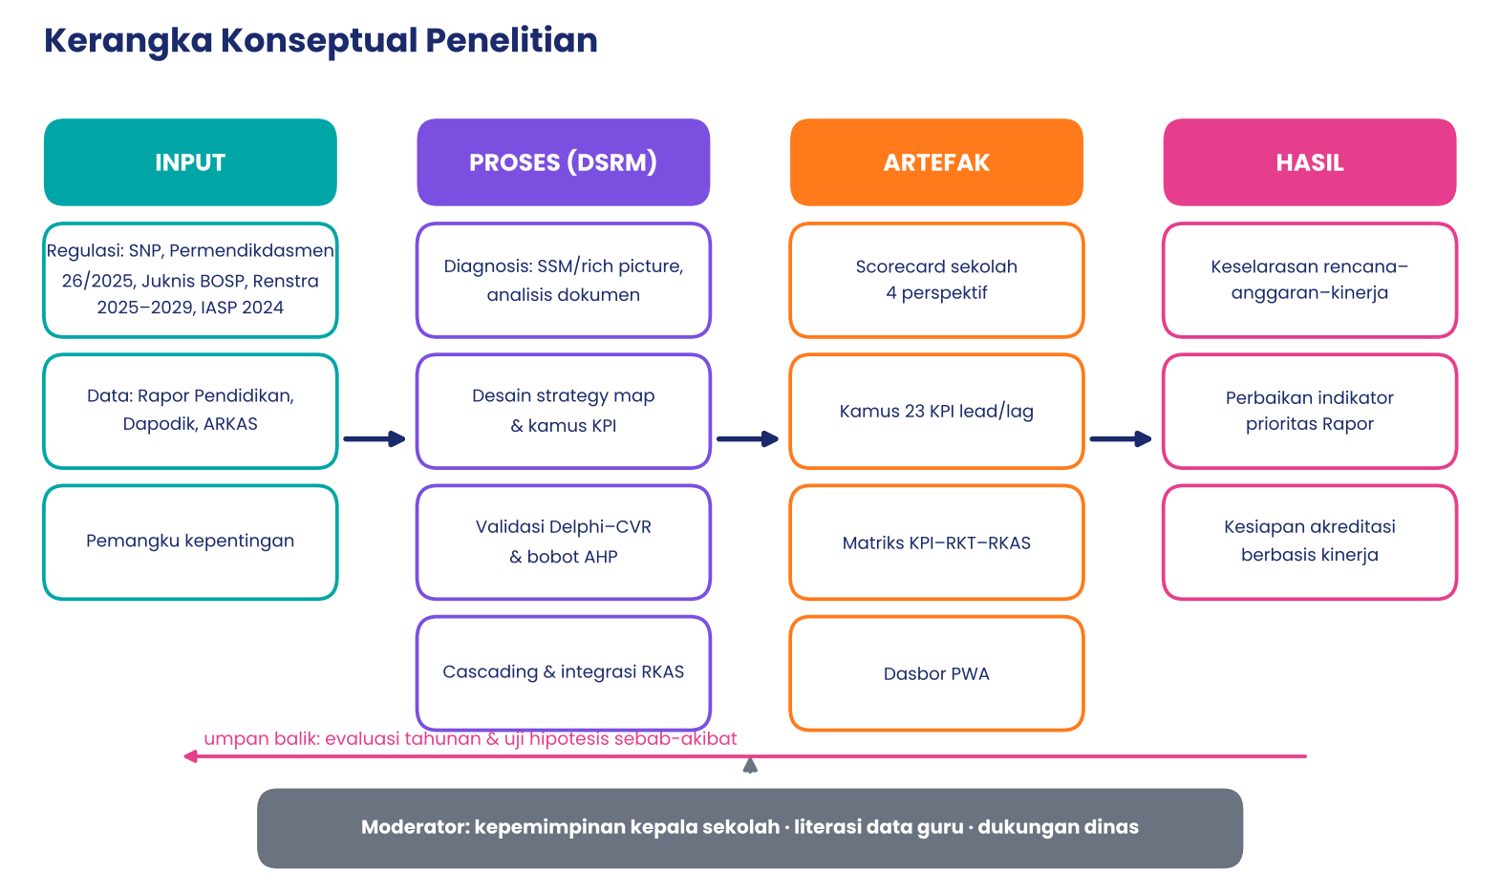 Kerangka Konseptual Penelitian
INPUT
Regulasi: SNP, Permendikdasmen
26/2025, Juknis BOSP, Renstra
2025–2029, IASP 2024
Data: Rapor Pendidikan,
Dapodik, ARKAS
Pemangku kepentingan
PROSES (DSRM)
Diagnosis: SSM/rich picture,
analisis dokumen
Desain strategy map
& kamus KPI
Validasi Delphi–CVR
& bobot AHP
Cascading & integrasi RKAS
ARTEFAK
Scorecard sekolah
4 perspektif
Kamus 23 KPI lead/lag
Matriks KPI–RKT–RKAS
Dasbor PWA
HASIL
Keselarasan rencana–
anggaran–kinerja
Perbaikan indikator
prioritas Rapor
Kesiapan akreditasi
berbasis kinerja
umpan balik: evaluasi tahunan & uji hipotesis sebab-akibat
Moderator: kepemimpinan kepala sekolah · literasi data guru · dukungan dinas